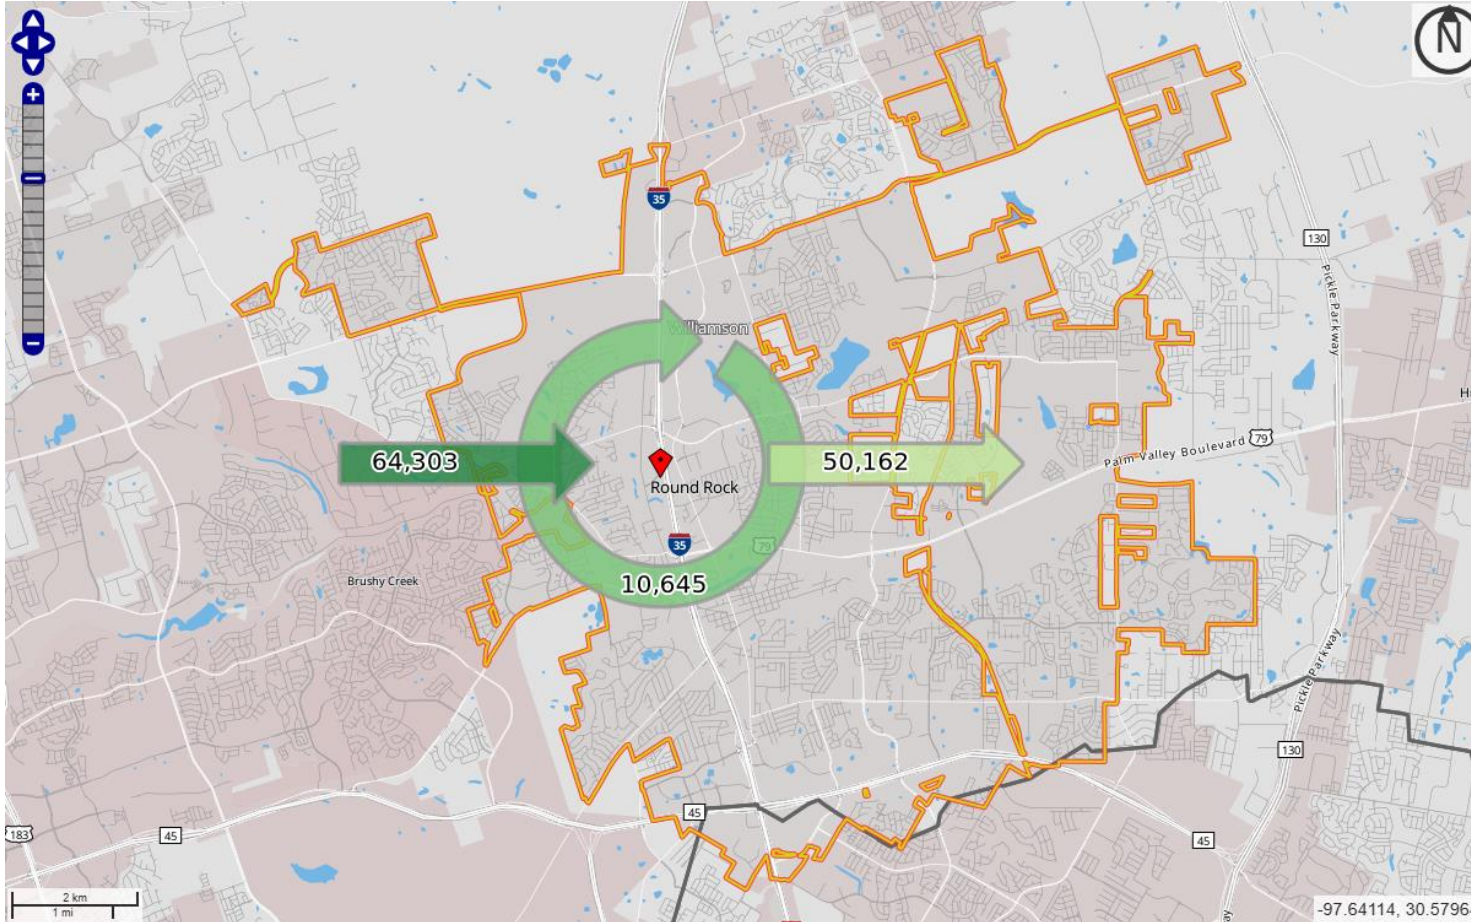 N
35
130
Williamson
Pickle Parkway
64,303
50,162
Palm Valley Boulevard
79
Round Rock
35
79
Brushy Creek
10,645
Pickle Parkway
130
45
183
45
45
2 km
1 mi
-97.64114, 30.5796